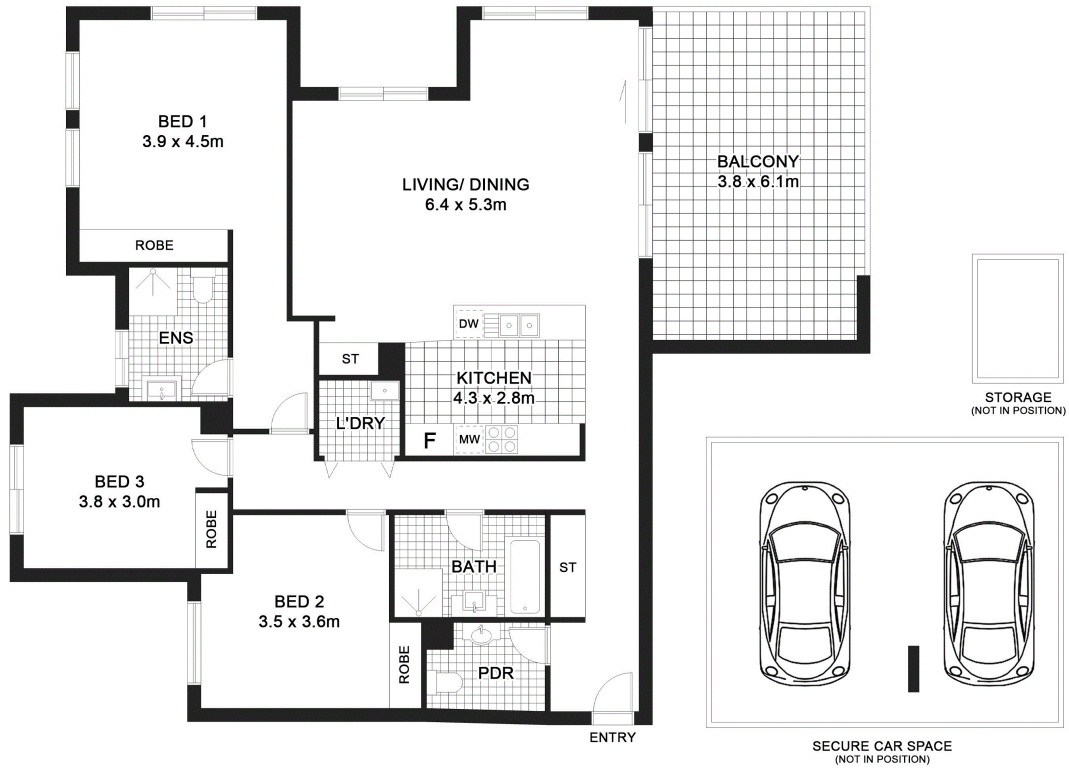 BED 1
3.9 x 4.5m
LIVING/ DINING
6.4 x 5.3m
BALCONY
3.8 x 6.1m
ROBE
ENS
DW
ST
KITCHEN
4.3 x 2.8m
L'DRY
F
MW
STORAGE
(NOT IN POSITION)
BED 3
3.8 x 3.0m
ROBE
BATH
ST
BED 2
3.5 x 3.6m
ROBE
PDR
ENTRY
SECURE CAR SPACE
(NOT IN POSITION)